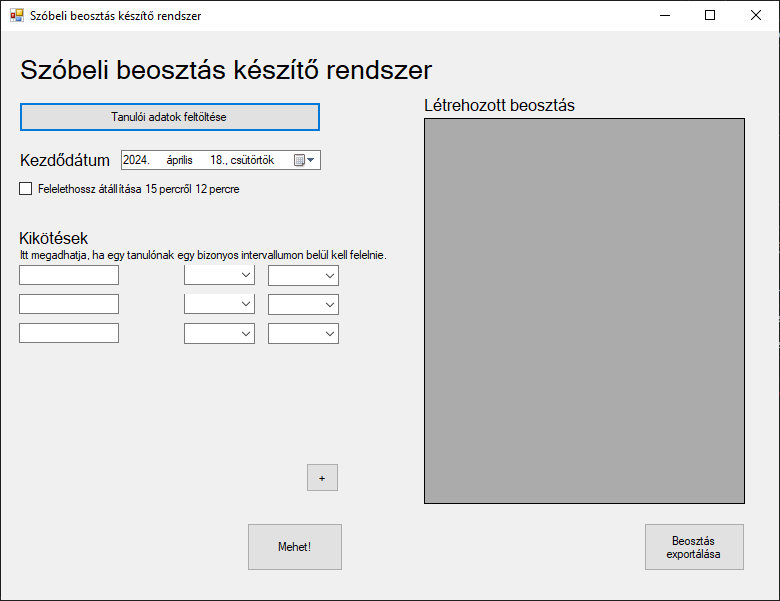 Szóbeli beosztás készítő rendszer
Szóbeli beosztás készítő rendszer
Tanulói adatok feltöltése
Kezdődátum
2024. április 18., csütörtök
Felelethossz átállítása 15 percről 12 percre
Kikötések
Itt megadhatja, ha egy tanulónak egy bizonyos intervallumon belül kell felelnie.
+
Mehet!
Létrehozott beosztás
Beosztás
exportálása